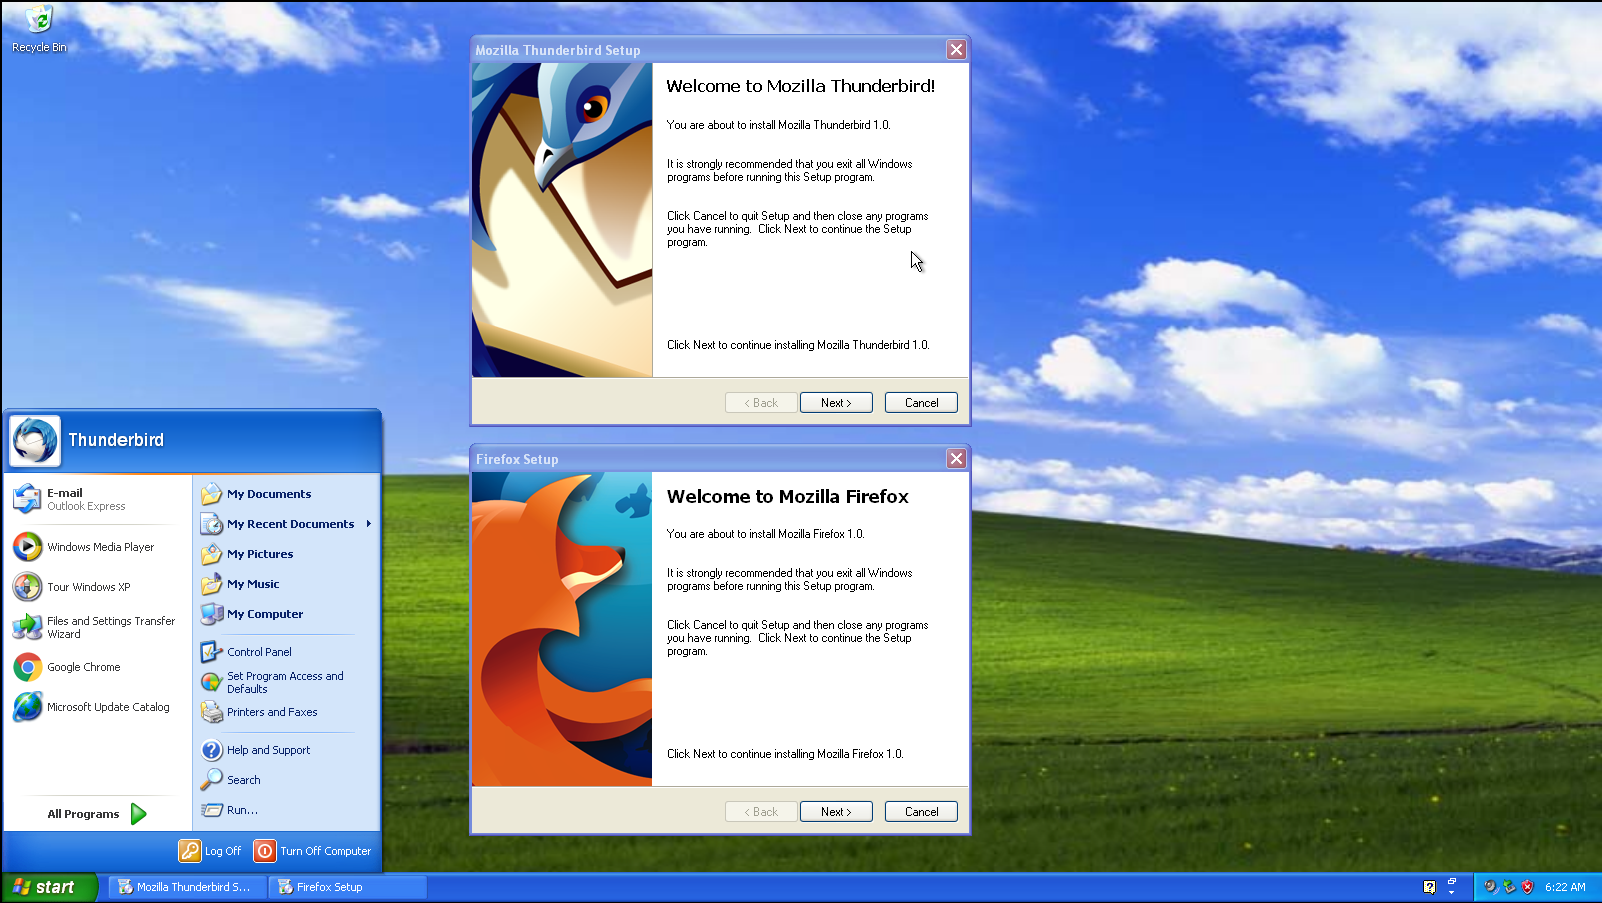 Recycle Bin
Mozilla Thunderbird Setup
Welcome to Mozilla Thunderbird!
You are about to install Mozilla Thunderbird 1.0.
It is strongly recommended that you exit all Windows
programs before running this Setup program.
Click Cancel to quit Setup and then close any programs
you have running.  Click Next to continue the Setup
program.
Click Next to continue installing Mozilla Thunderbird 1.0.
< Back
Next >
Cancel
Firefox Setup
Welcome to Mozilla Firefox
You are about to install Mozilla Firefox 1.0.
It is strongly recommended that you exit all Windows
programs before running this Setup program.
Click Cancel to quit Setup and then close any programs
you have running.  Click Next to continue the Setup
program.
Click Next to continue installing Mozilla Firefox 1.0.
< Back
Next >
Cancel
Thunderbird
E-mail
Outlook Express
Windows Media Player
Tour Windows XP
Files and Settings Transfer
Wizard
Google Chrome
Microsoft Update Catalog
All Programs
My Documents
My Recent Documents
My Pictures
My Music
My Computer
Control Panel
Set Program Access and
Defaults
Printers and Faxes
Help and Support
Search
Run...
Log Off
Turn Off Computer
start
Mozilla Thunderbird S...
Firefox Setup
6:22 AM